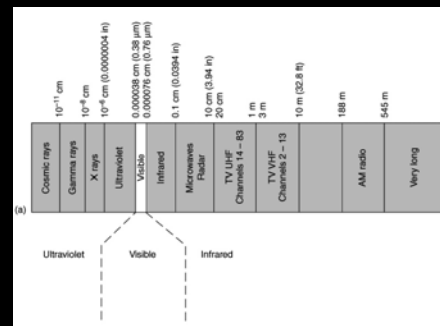 10⁻¹¹ cm
10⁻⁸ cm
10⁻⁶ cm (0.0000004 in)
0.000038 cm (0.38 μm)
0.000076 cm (0.76 μm)
0.1 cm (0.0394 in)
10 cm (3.94 in)
20 cm
1 m
3 m
10 m (32.8 ft)
188 m
545 m
(a)
Cosmic rays
Gamma rays
X rays
Ultraviolet
Visible
Infrared
Microwaves
Radar
TV UHF
Channels 14 – 83
TV VHF
Channels 2 – 13
AM radio
Very long
Ultraviolet
Visible
Infrared